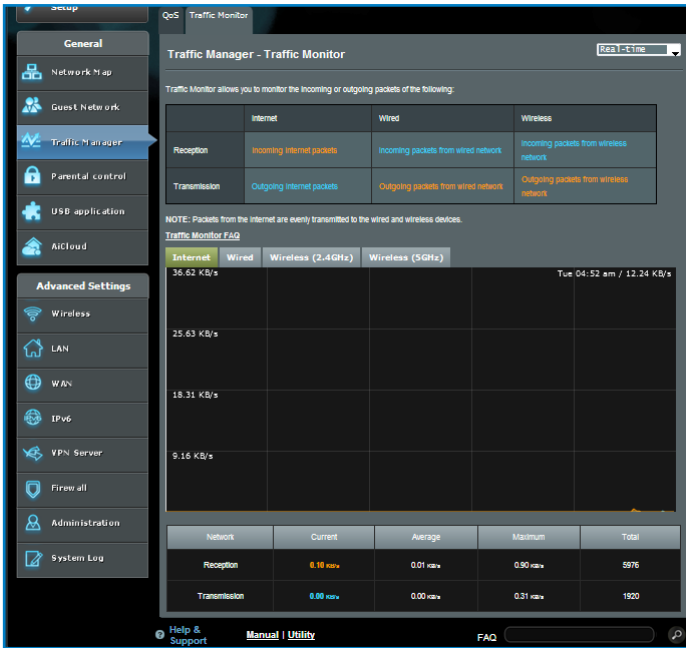 Setup
QoS Traffic Monitor
General
Network Map
Guest Network
Traffic Manager
Parental control
USB application
AiCloud
Advanced Settings
Wireless
LAN
WAN
IPv6
VPN Server
Firewall
Administration
System Log
Traffic Manager - Traffic Monitor
Real-time
Traffic Monitor allows you to monitor the incoming or outgoing packets of the following:
Internet Wired Wireless
Reception Incoming Internet packets Incoming packets from wired network Incoming packets from wireless
network
Transmission Outgoing Internet packets Outgoing packets from wired network Outgoing packets from wireless
network
NOTE: Packets from the Internet are evenly transmitted to the wired and wireless devices.
Traffic Monitor FAQ
Internet Wired Wireless (2.4GHz) Wireless (5GHz)
36.62 KB/s Tue 04:52 am / 12.24 KB/s
25.63 KB/s
18.31 KB/s
9.16 KB/s
Network Current Average Maximum Total
Reception 0.10 KB/s 0.01 KB/s 0.90 KB/s 5976
Transmission 0.00 KB/s 0.00 KB/s 0.31 KB/s 1920
Help &
Support
Manual | Utility
FAQ